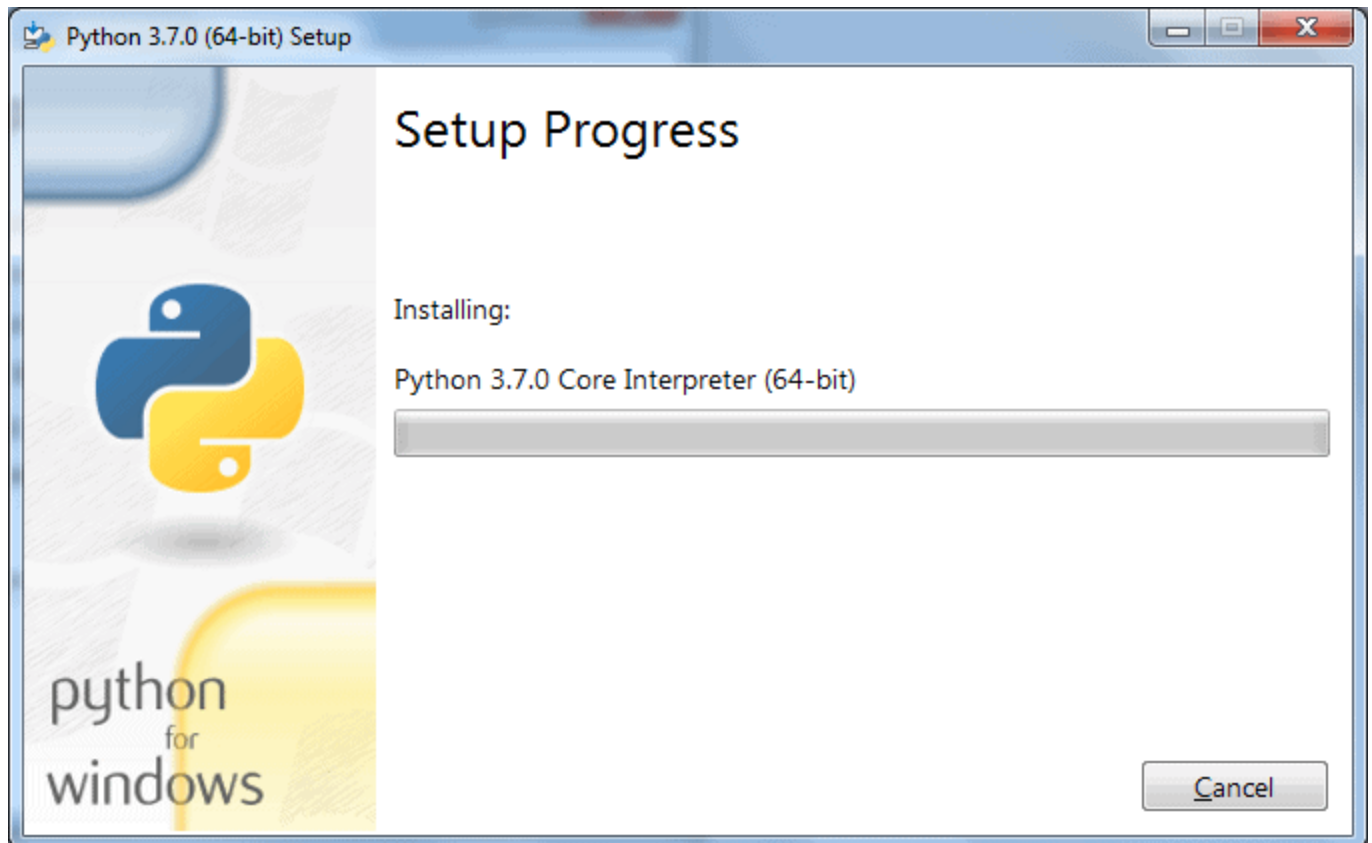 Python 3.7.0 (64-bit) Setup
Setup Progress
Installing:
Python 3.7.0 Core Interpreter (64-bit)
python
for
windows
Cancel